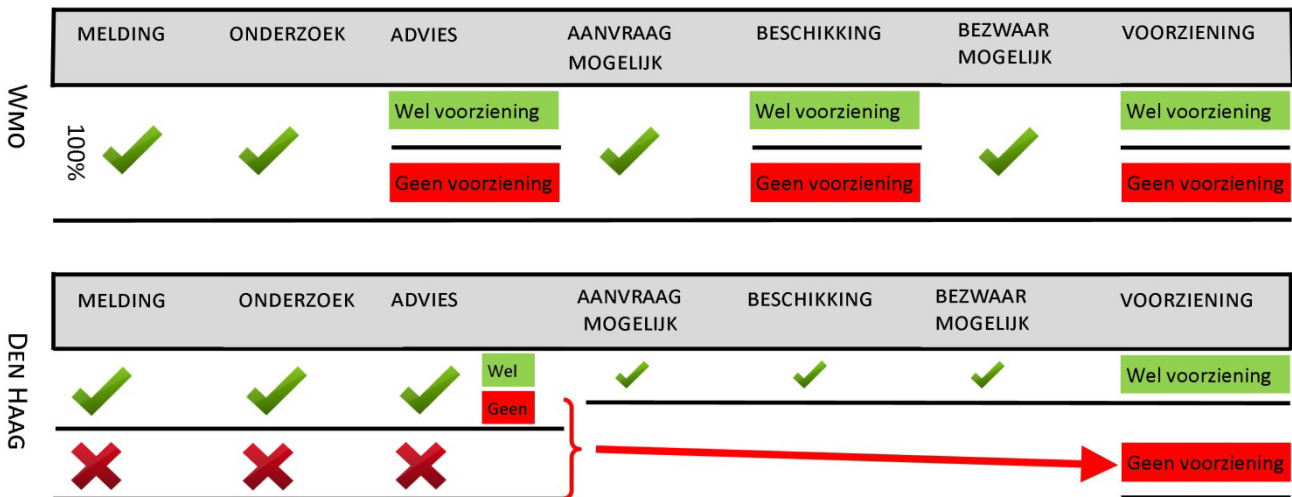 MELDING ONDERZOEK ADVIES AANVRAAG BESCHIKKING BEZWAAR VOORZIENING
MOGELIJK MOGELIJK
WMO
100%
Wel voorziening Wel voorziening Wel voorziening
Geen voorziening Geen voorziening Geen voorziening
MELDING ONDERZOEK ADVIES AANVRAAG BESCHIKKING BEZWAAR VOORZIENING
MOGELIJK MOGELIJK
DEN HAAG
Wel Wel voorziening
Geen
Geen voorziening